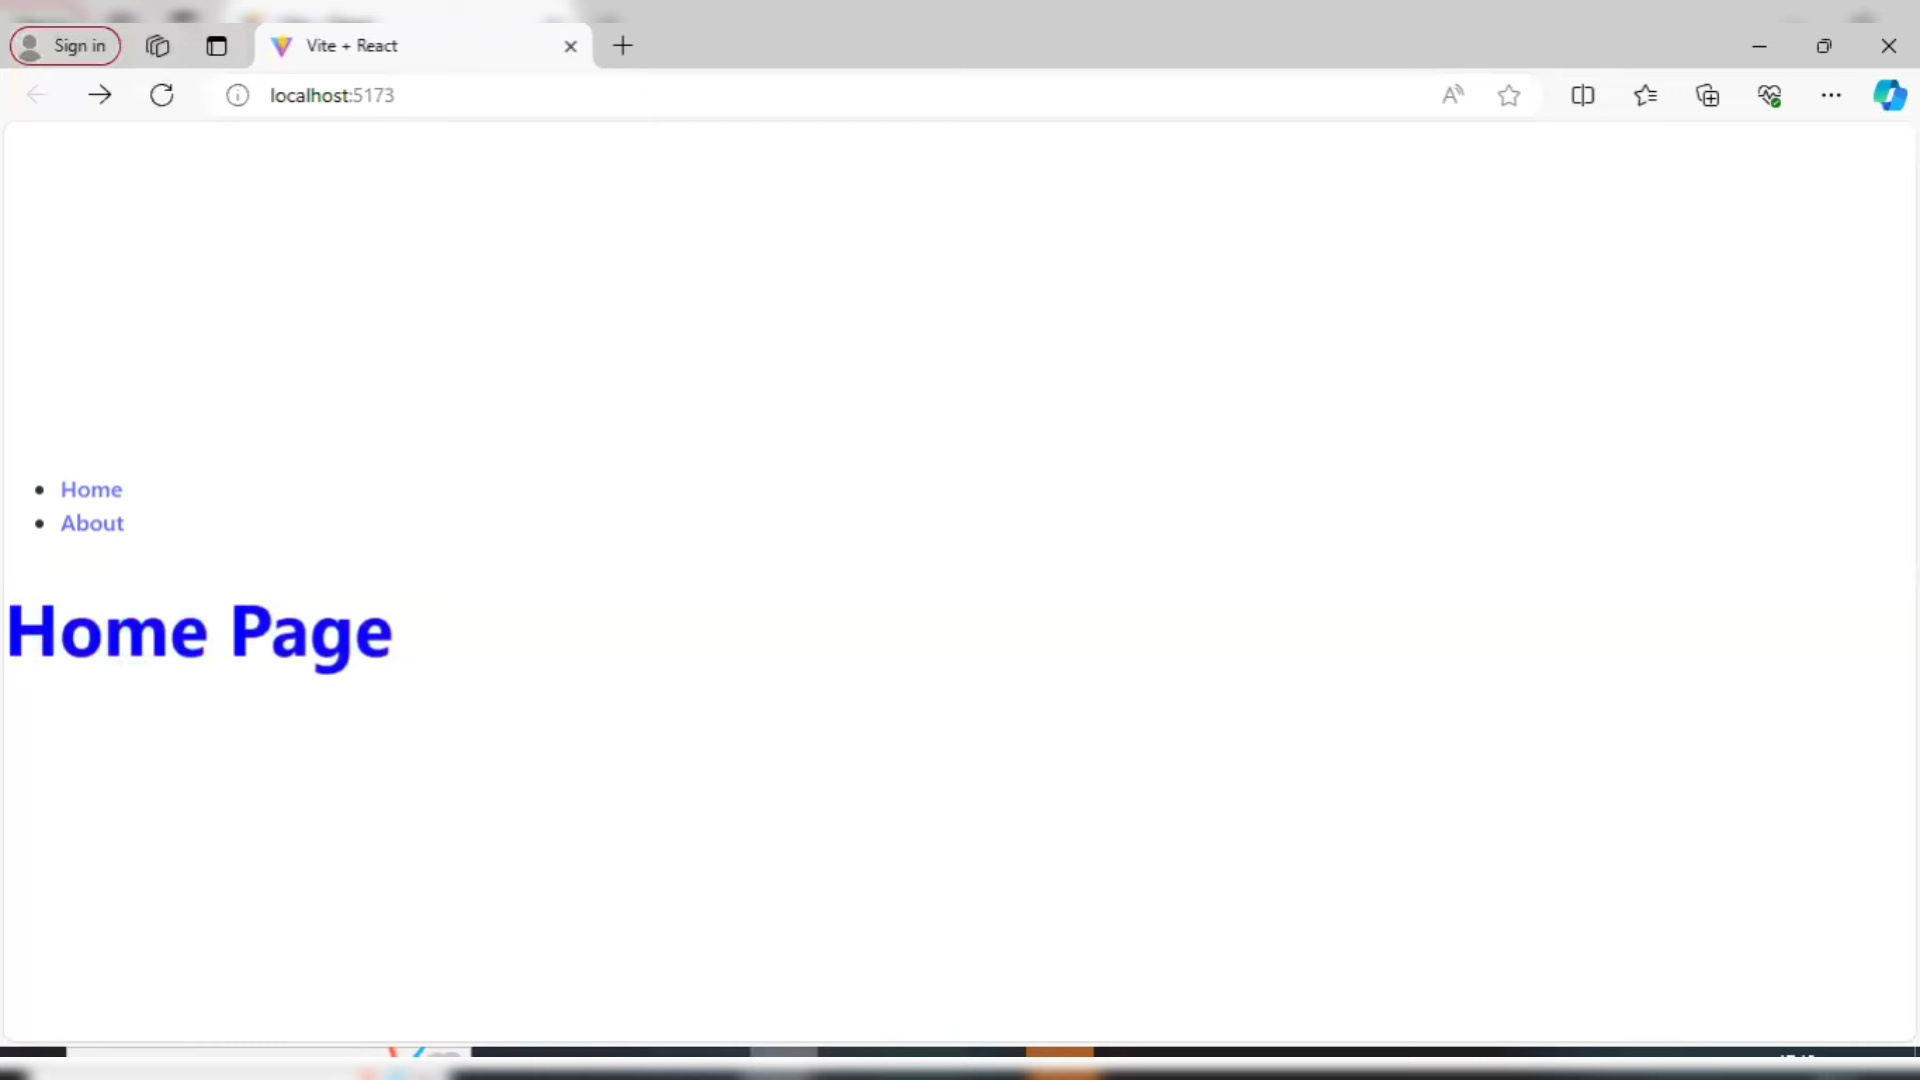 Sign in
Vite + React
localhost:5173
Home
About
Home Page